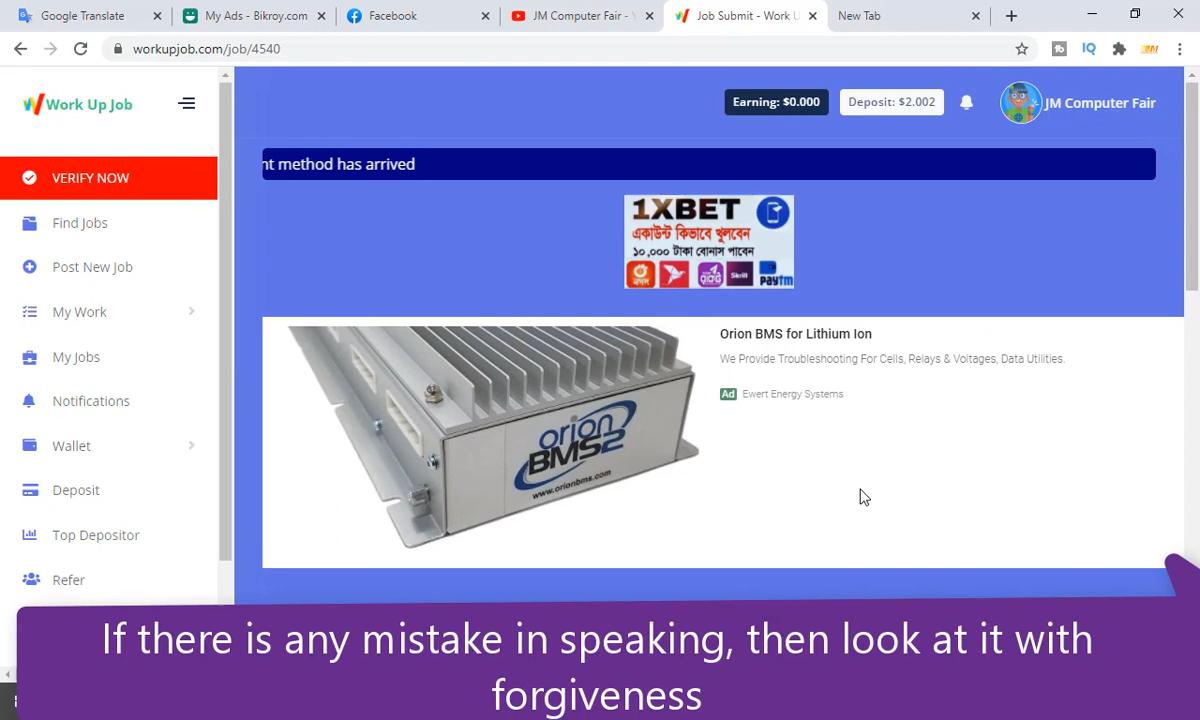 Google Translate
My Ads - Bikroy.com
Facebook
JM Computer Fair - Y
Job Submit - Work U
New Tab
workupjob.com/job/4540
Work Up Job
Earning: $0.000
Deposit: $2.002
JM Computer Fair
VERIFY NOW
nt method has arrived
Find Jobs
Post New Job
My Work
My Jobs
Notifications
Wallet
Deposit
Top Depositor
Refer
1XBET
একাউন্ট কিভাবে খুলবেন
১০,০০০ টাকা বোনাস পাবেন
নগদ
Skrill
Paytm
Orion BMS for Lithium Ion
We Provide Troubleshooting For Cells, Relays & Voltages, Data Utilities.
Ad Ewert Energy Systems
orion
BMS2
www.orionbms.com
If there is any mistake in speaking, then look at it with
forgiveness